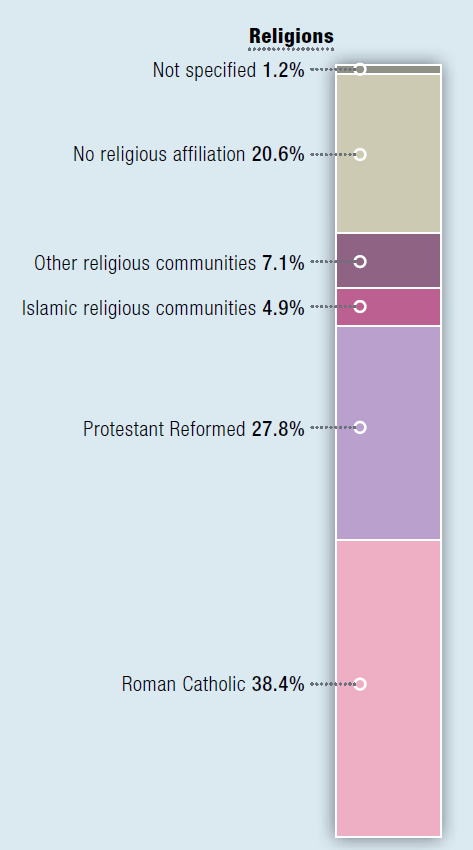 Religions
Not specified 1.2%
No religious affiliation 20.6%
Other religious communities 7.1%
Islamic religious communities 4.9%
Protestant Reformed 27.8%
Roman Catholic 38.4%